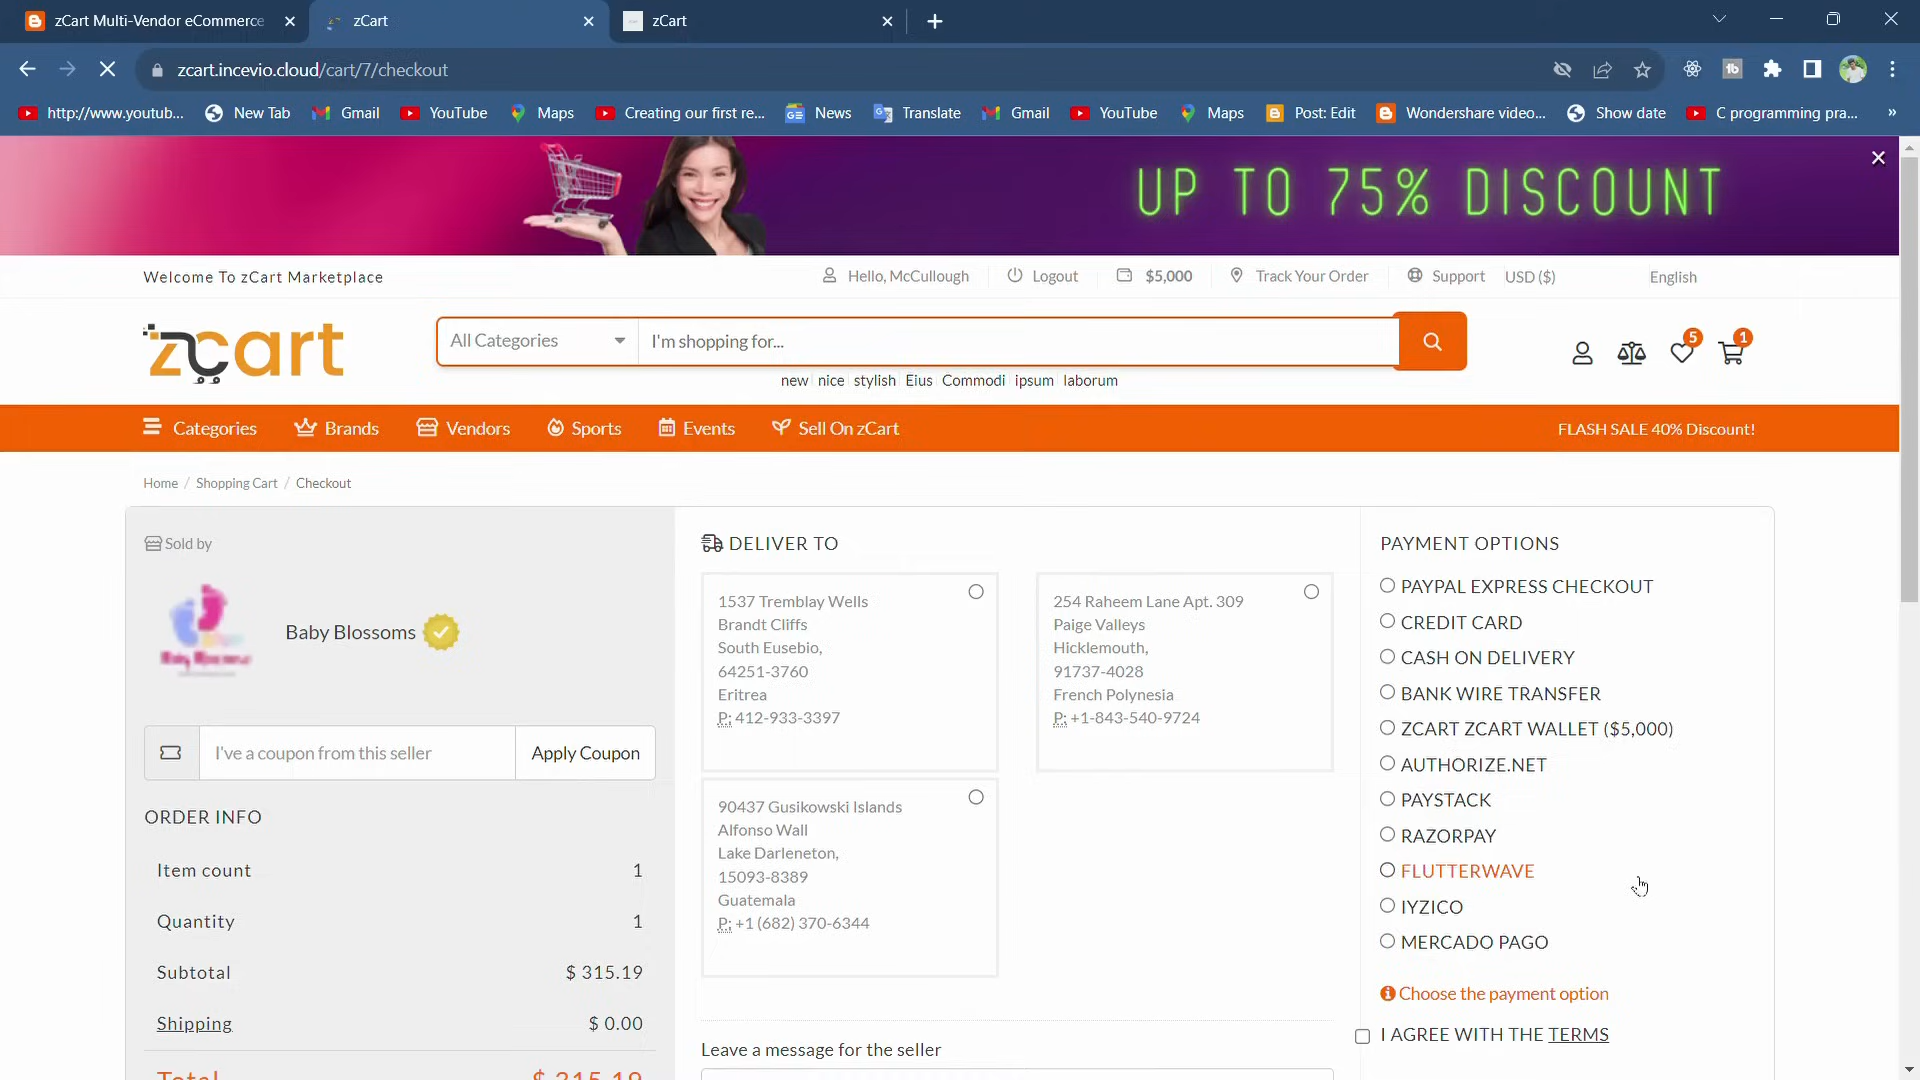 zCart Multi-Vendor eCommerce
zCart
zCart
zcart.incevio.cloud/cart/7/checkout
http://www.youtub...
New Tab
Gmail
YouTube
Maps
Creating our first re...
News
Translate
Gmail
YouTube
Maps
Post: Edit
Wondershare video...
Show date
C programming pra...
»
UP TO 75% DISCOUNT
Welcome To zCart Marketplace
Hello, McCullough
Logout
$5,000
Track Your Order
Support
USD ($)
English
zcart
All Categories
I'm shopping for...
5
1
new nice stylish Eius Commodi ipsum laborum
Categories
Brands
Vendors
Sports
Events
Sell On zCart
FLASH SALE 40% Discount!
Home / Shopping Cart / Checkout
Sold by
Baby Blossoms
I've a coupon from this seller
Apply Coupon
ORDER INFO
Item count 1
Quantity 1
Subtotal $ 315.19
Shipping $ 0.00
Total $ 315.19
DELIVER TO
1537 Tremblay Wells
Brandt Cliffs
South Eusebio,
64251-3760
Eritrea
P: 412-933-3397
254 Raheem Lane Apt. 309
Paige Valleys
Hicklemouth,
91737-4028
French Polynesia
P: +1-843-540-9724
90437 Gusikowski Islands
Alfonso Wall
Lake Darleneton,
15093-8389
Guatemala
P: +1 (682) 370-6344
Leave a message for the seller
PAYMENT OPTIONS
PAYPAL EXPRESS CHECKOUT
CREDIT CARD
CASH ON DELIVERY
BANK WIRE TRANSFER
ZCART ZCART WALLET ($5,000)
AUTHORIZE.NET
PAYSTACK
RAZORPAY
FLUTTERWAVE
IYZICO
MERCADO PAGO
Choose the payment option
I AGREE WITH THE TERMS